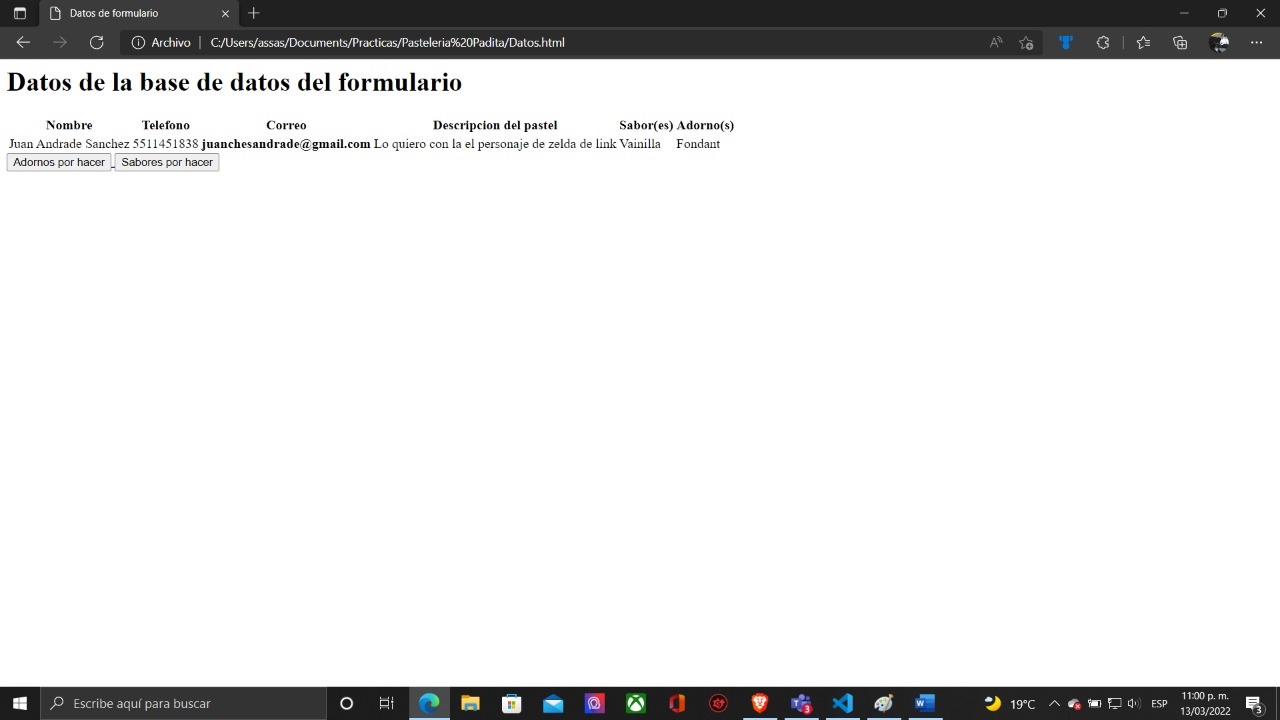 Datos de formulario
Archivo | C:/Users/assas/Documents/Practicas/Pasteleria%20Padita/Datos.html
Datos de la base de datos del formulario
Nombre Telefono Correo Descripcion del pastel Sabor(es) Adorno(s)
Juan Andrade Sanchez 5511451838 juanchesandrade@gmail.com Lo quiero con la el personaje de zelda de link Vainilla Fondant
Adornos por hacer Sabores por hacer
Escribe aquí para buscar
3
W
19°C
ESP
11:00 p. m.
13/03/2022
3